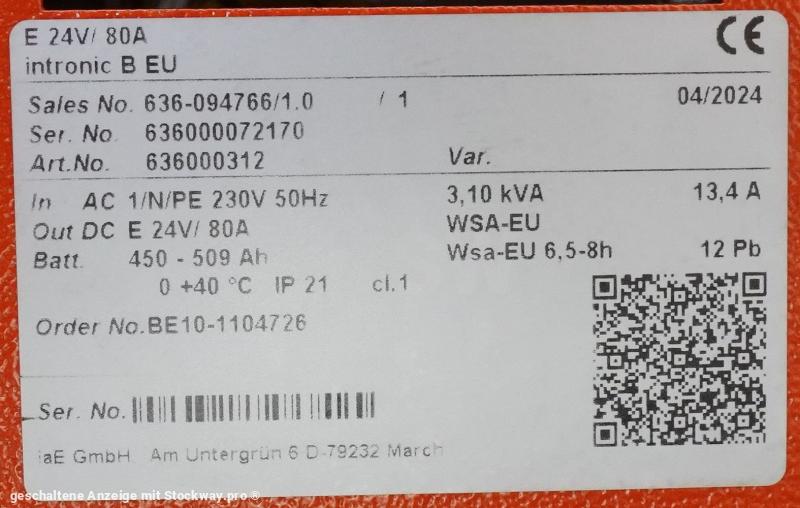 E 24V/ 80A
intronic B EU
CE
Sales No. 636-094766/1.0 / 1 04/2024
Ser. No. 636000072170
Art.No. 636000312 Var.
In AC 1/N/PE 230V 50Hz 3,10 kVA 13,4 A
Out DC E 24V/ 80A WSA-EU
Batt. 450 - 509 Ah Wsa-EU 6,5-8h 12 Pb
0 +40 °C IP 21 cl.1
Order No.BE10-1104726
Ser. No.
iaE GmbH Am Untergrün 6 D-79232 March
geschaltene Anzeige mit Stockway.pro ®